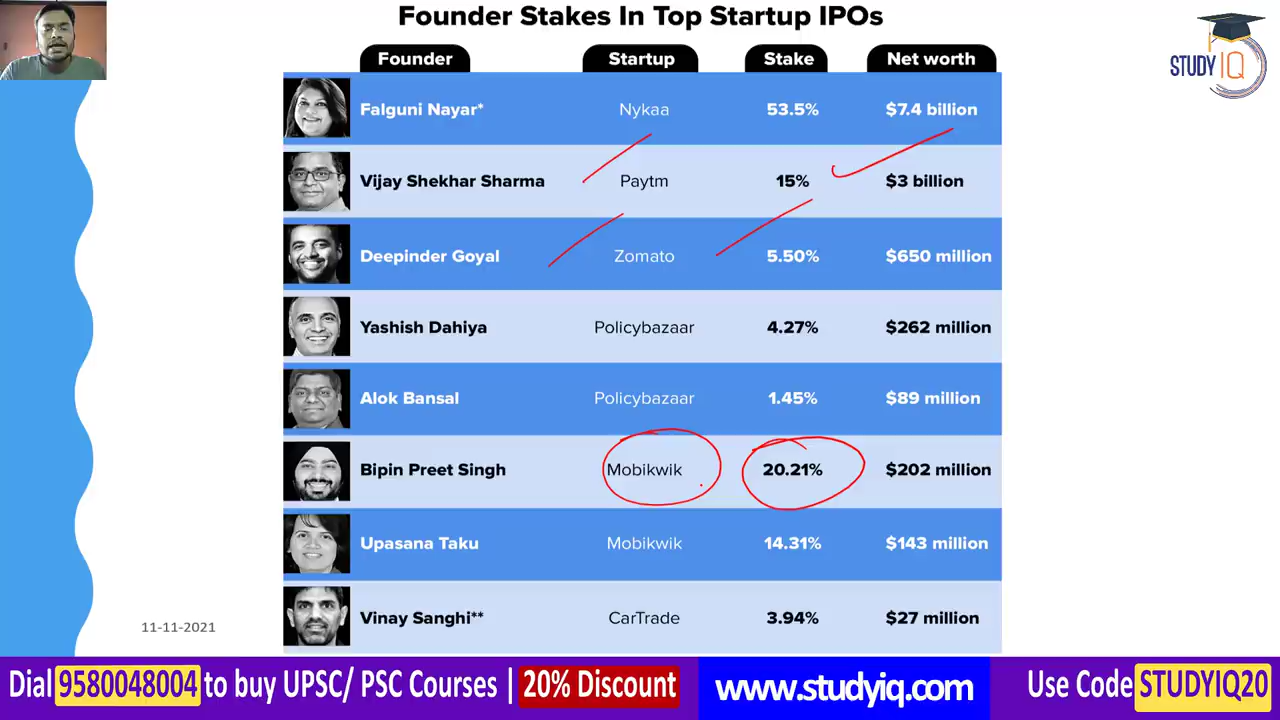 Founder Stakes In Top Startup IPOs
STUDY IQ
Founder Startup Stake Net worth
Falguni Nayar* Nykaa 53.5% $7.4 billion
Vijay Shekhar Sharma Paytm 15% $3 billion
Deepinder Goyal Zomato 5.50% $650 million
Yashish Dahiya Policybazaar 4.27% $262 million
Alok Bansal Policybazaar 1.45% $89 million
Bipin Preet Singh Mobikwik 20.21% $202 million
Upasana Taku Mobikwik 14.31% $143 million
Vinay Sanghi** CarTrade 3.94% $27 million
11-11-2021
Dial 9580048004 to buy UPSC/ PSC Courses | 20% Discount www.studyiq.com Use Code STUDYIQ20